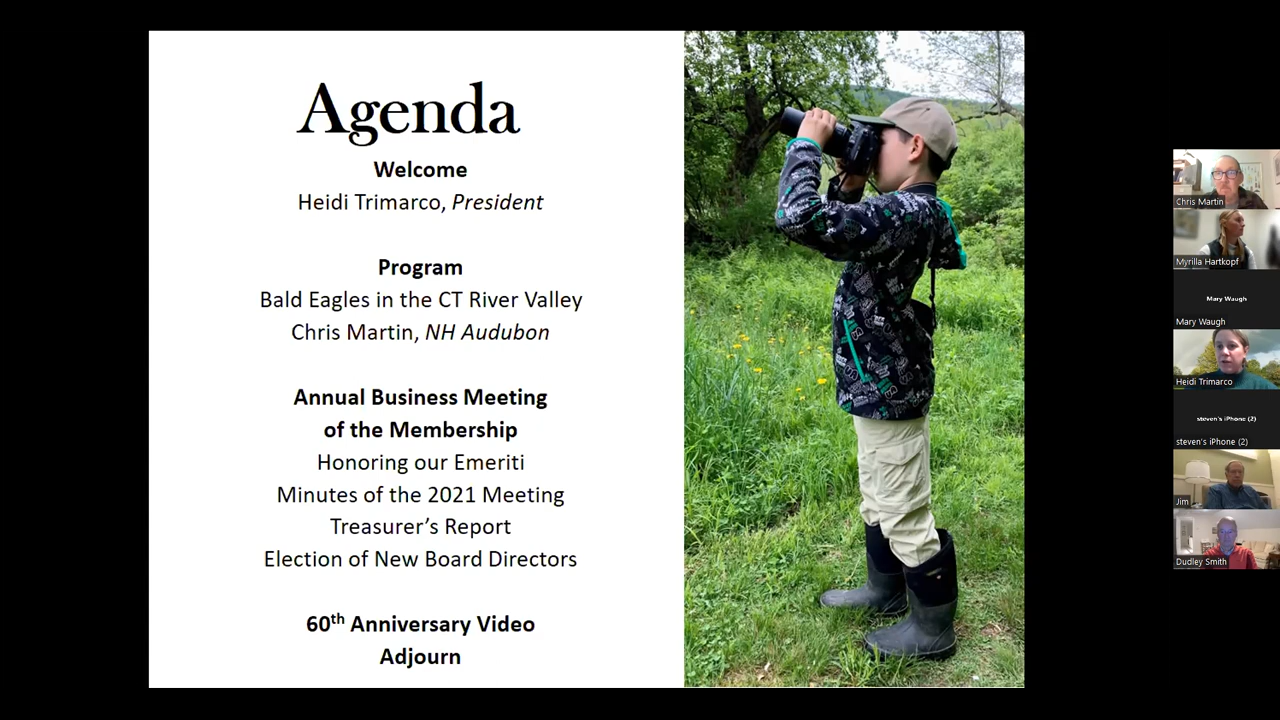 Agenda
Welcome
Heidi Trimarco, President
Program
Bald Eagles in the CT River Valley
Chris Martin, NH Audubon
Annual Business Meeting
of the Membership
Honoring our Emeriti
Minutes of the 2021 Meeting
Treasurer’s Report
Election of New Board Directors
60th Anniversary Video
Adjourn
Chris Martin
Myrilla Hartkopf
Mary Waugh
Mary Waugh
Heidi Trimarco
steven's iPhone (2)
steven's iPhone (2)
Jim
Dudley Smith